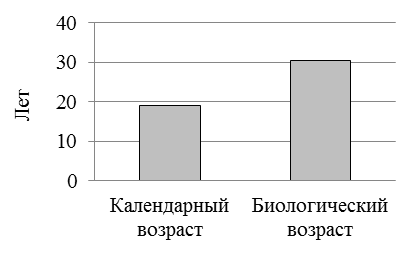 40
30
20
10
0
Лет
Календарный
возраст
Биологический
возраст